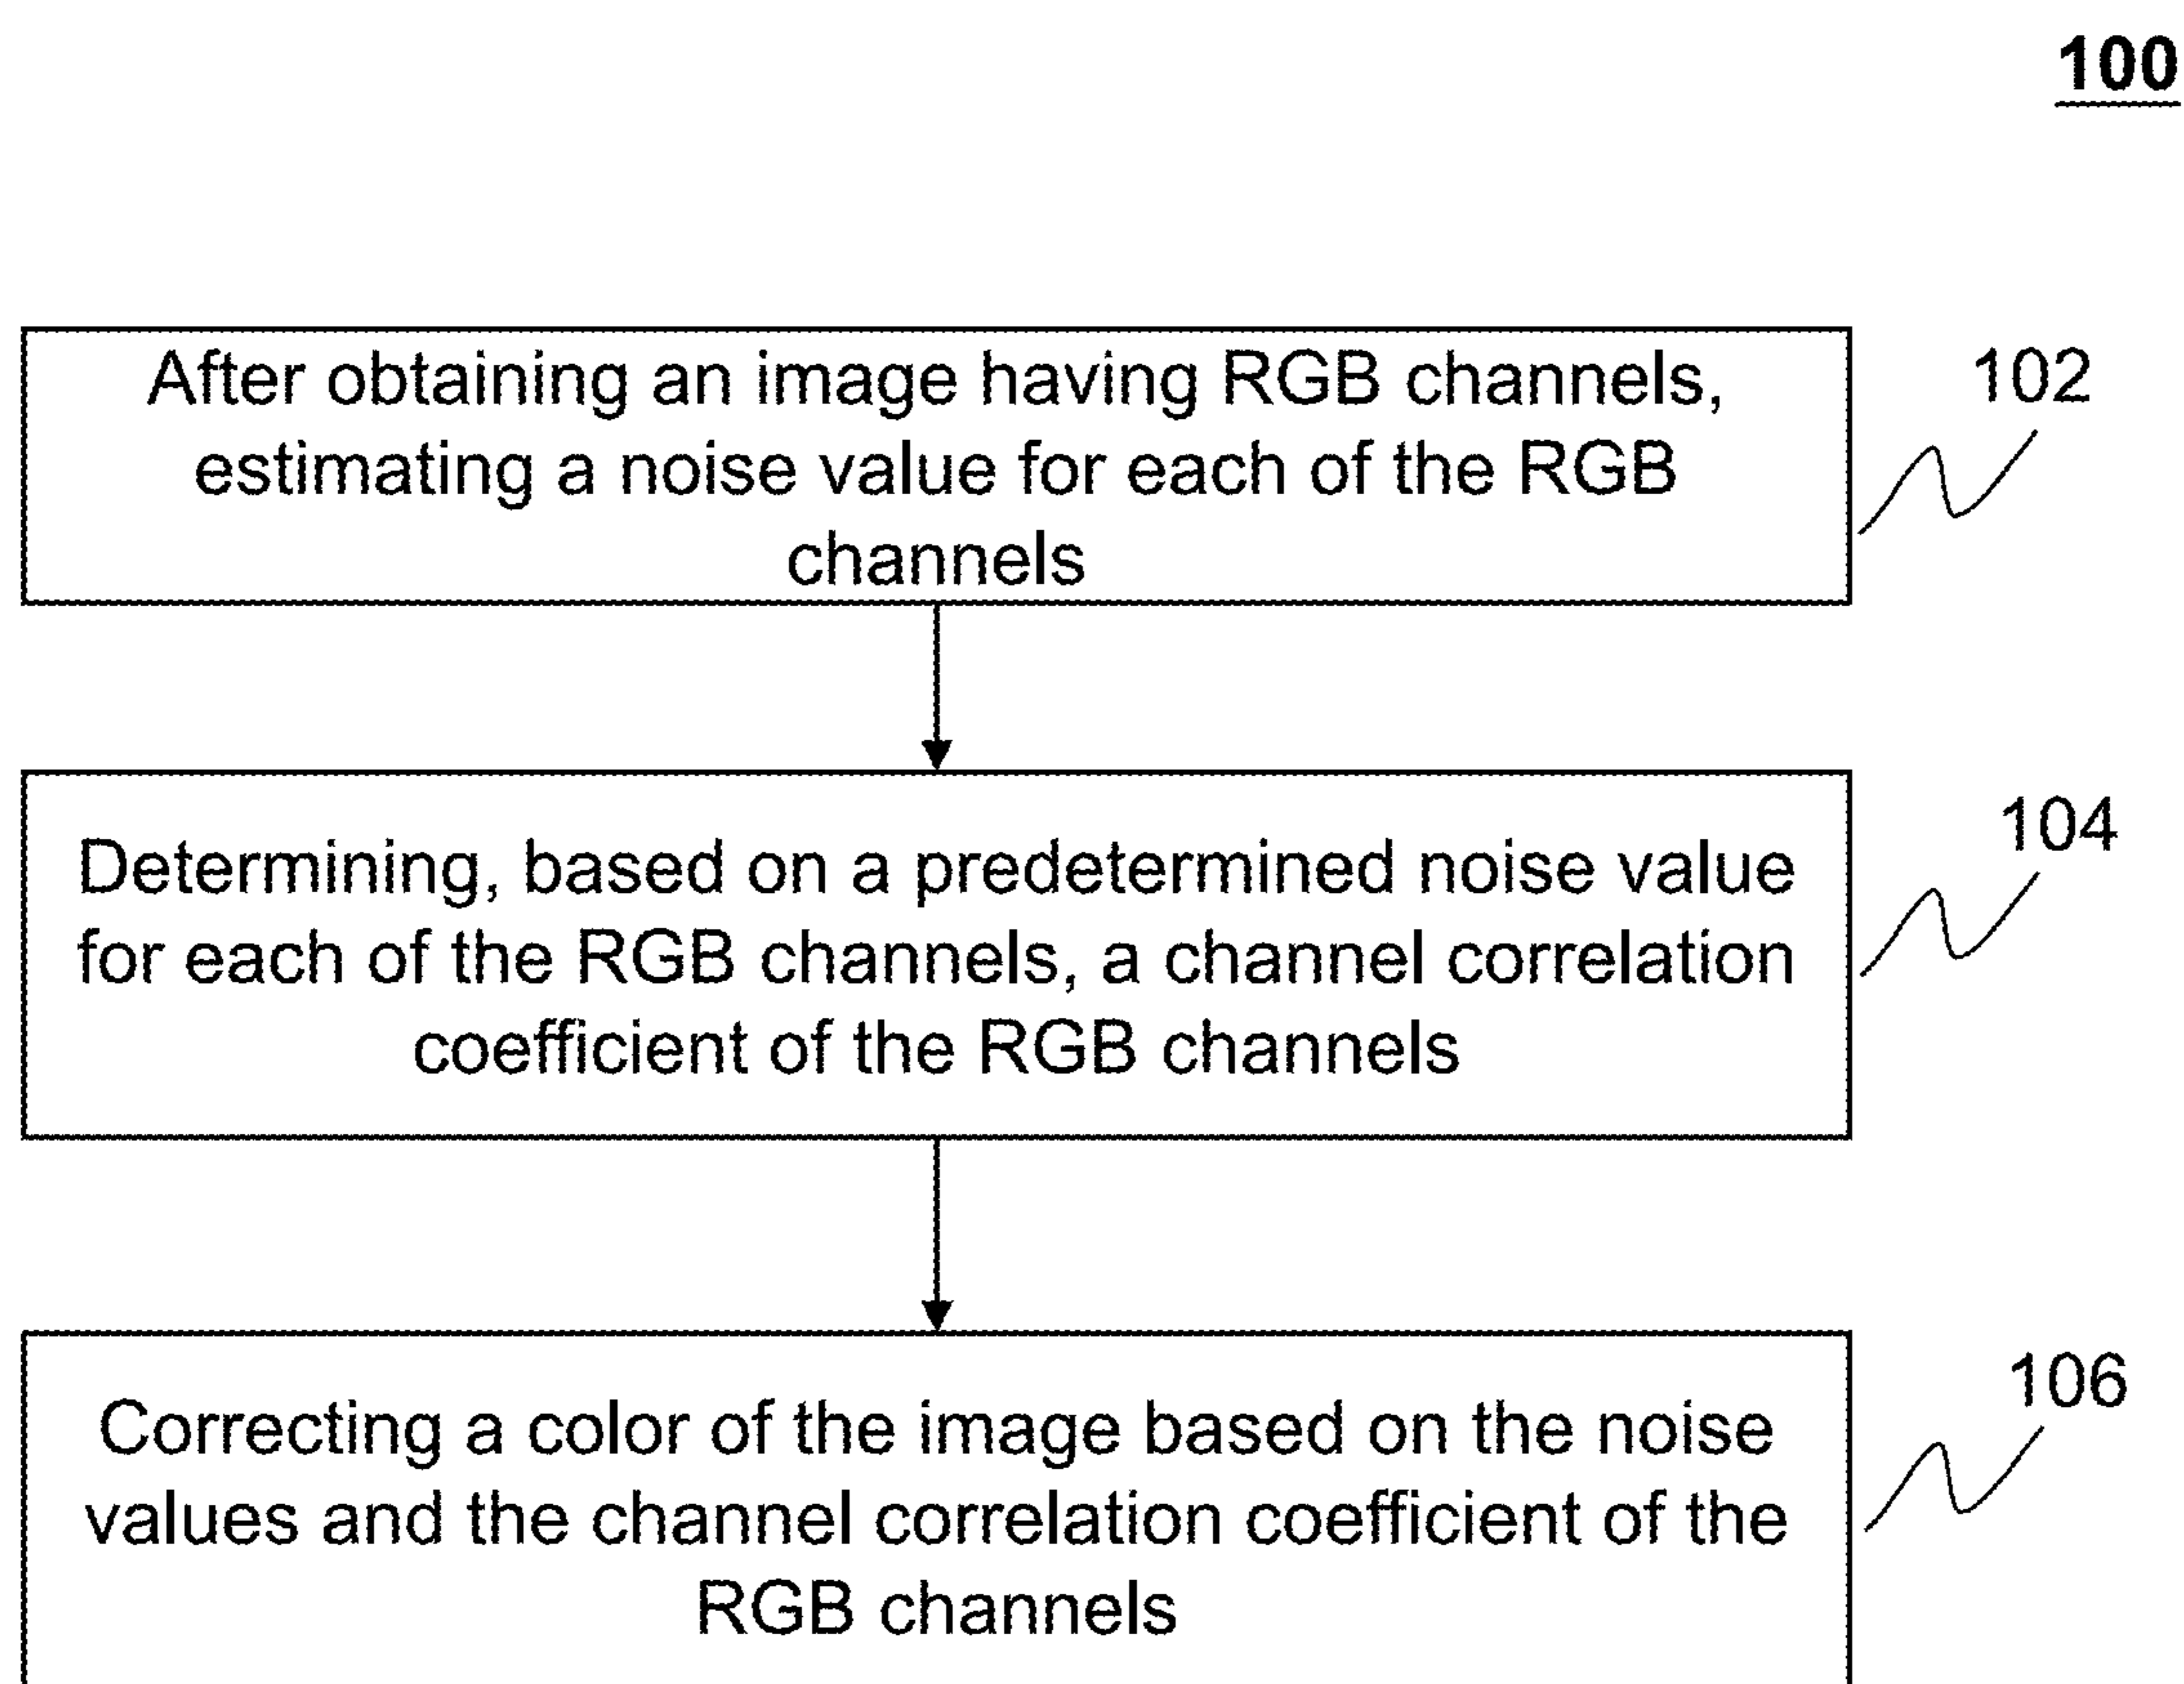 100
After obtaining an image having RGB channels,
estimating a noise value for each of the RGB
channels
102
Determining, based on a predetermined noise value
for each of the RGB channels, a channel correlation
coefficient of the RGB channels
104
Correcting a color of the image based on the noise
values and the channel correlation coefficient of the
RGB channels
106